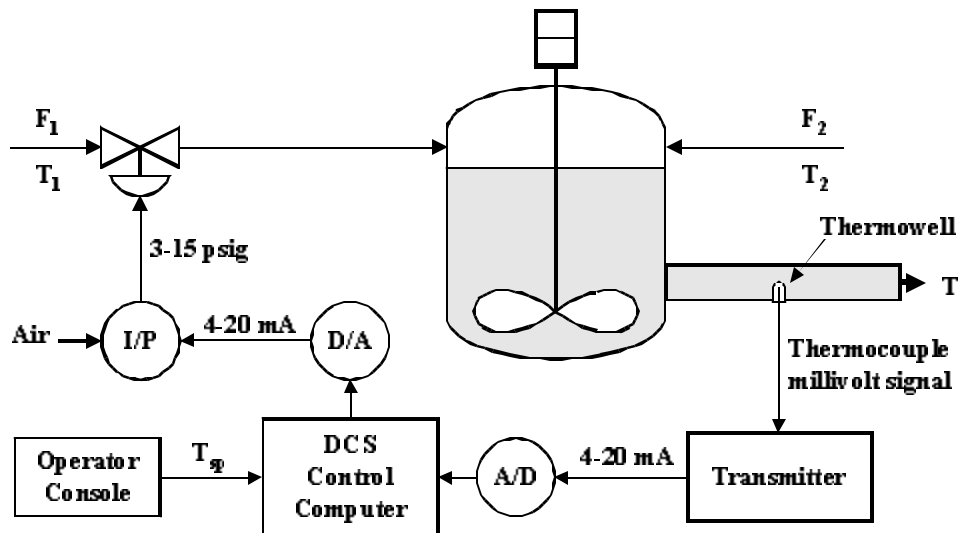 F1
T1
F2
T2
Thermowell
T
3-15 psig
Air
I/P
4-20 mA
D/A
Thermocouple
millivolt signal
Operator
Console
Tsp
DCS
Control
Computer
A/D
4-20 mA
Transmitter